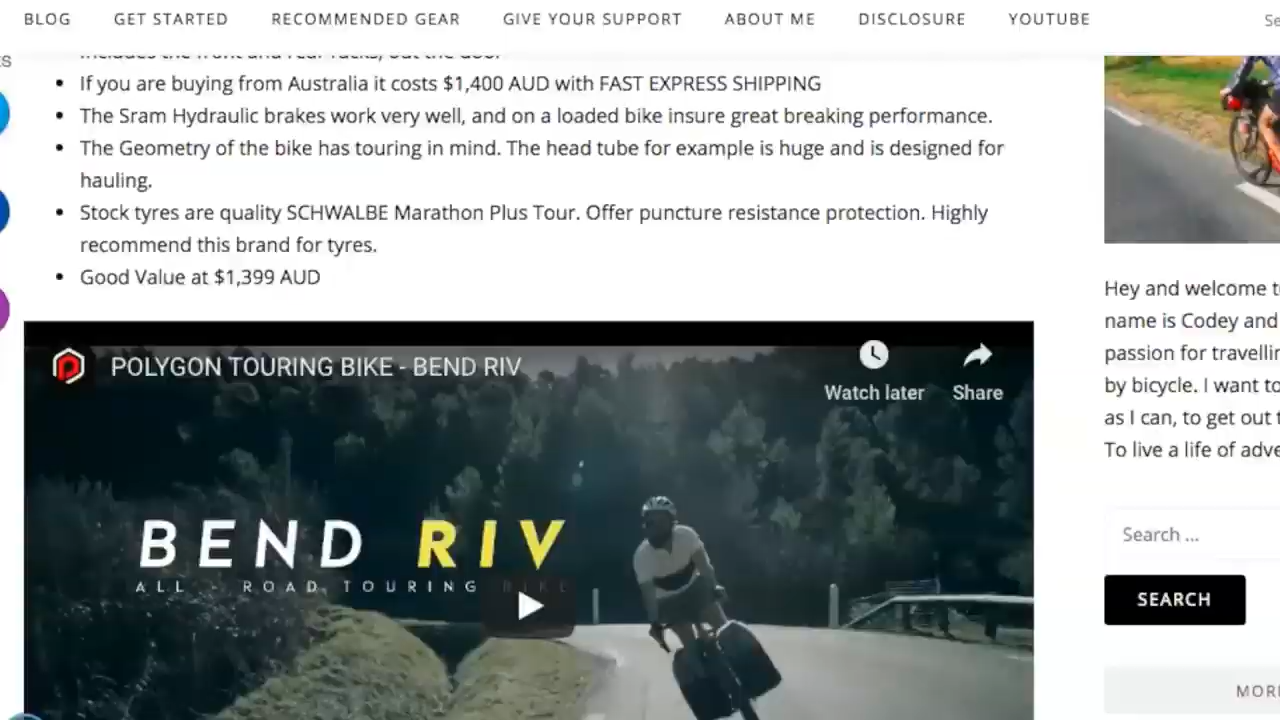 BLOG GET STARTED RECOMMENDED GEAR GIVE YOUR SUPPORT ABOUT ME DISCLOSURE YOUTUBE
If you are buying from Australia it costs $1,400 AUD with FAST EXPRESS SHIPPING
The Sram Hydraulic brakes work very well, and on a loaded bike insure great breaking performance.
The Geometry of the bike has touring in mind. The head tube for example is huge and is designed for
hauling.
Stock tyres are quality SCHWALBE Marathon Plus Tour. Offer puncture resistance protection. Highly
recommend this brand for tyres.
Good Value at $1,399 AUD
POLYGON TOURING BIKE - BEND RIV
Watch later
Share
BEND RIV
ALL - ROAD TOURING BIKE
Hey and welcome
name is Codey and
passion for
by bicycle. I want to
as I can, to get out
To live a life of
Search ...
SEARCH